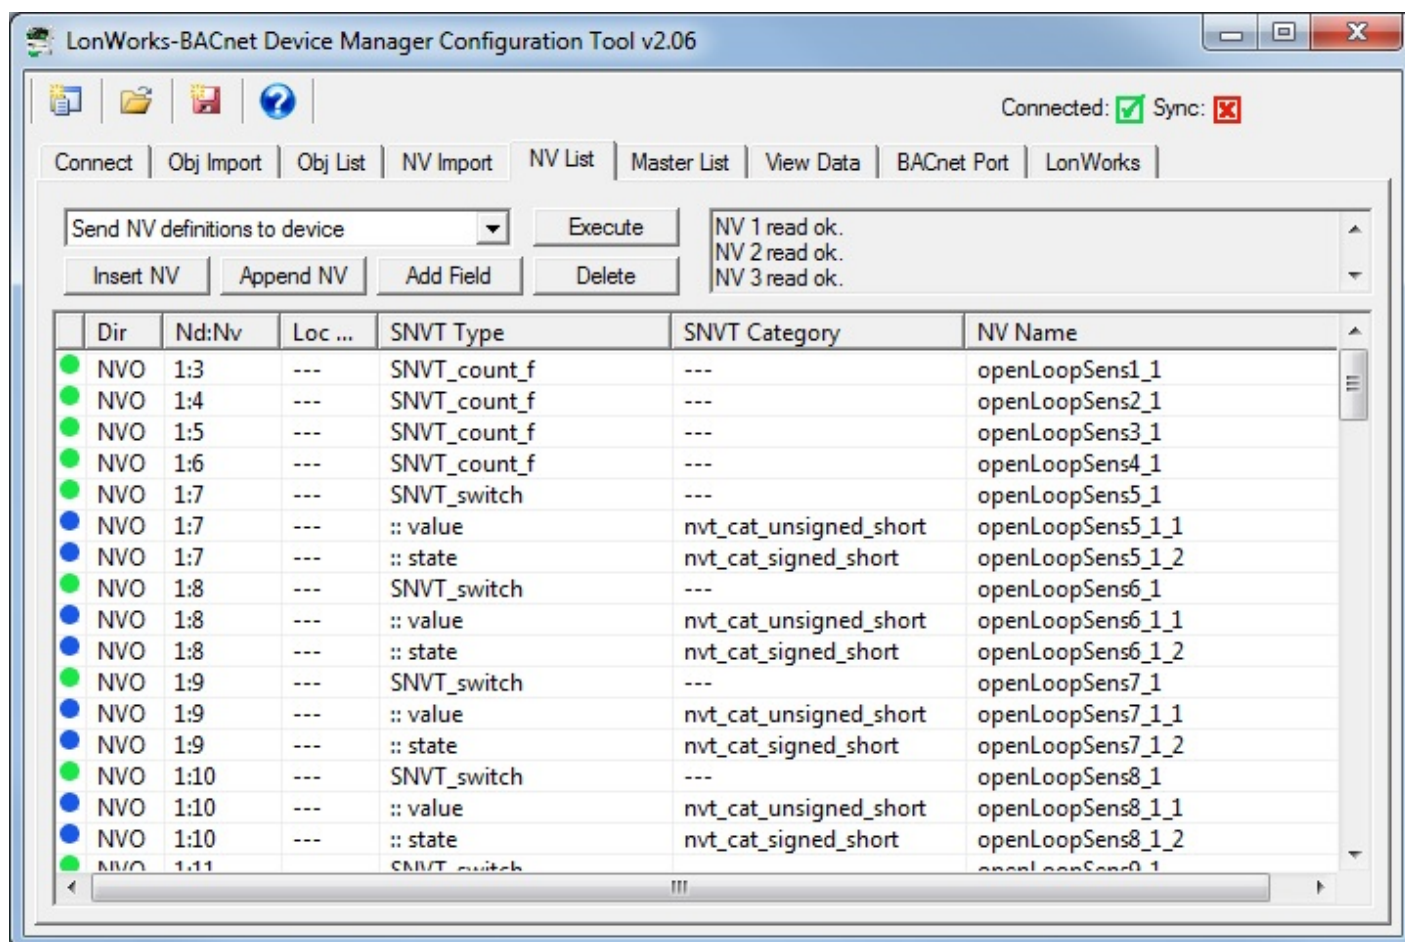 LonWorks-BACnet Device Manager Configuration Tool v2.06
Connected: Sync:
Connect Obj Import Obj List NV Import NV List Master List View Data BACnet Port LonWorks
Send NV definitions to device Execute
Insert NV Append NV Add Field Delete
NV 1 read ok.
NV 2 read ok.
NV 3 read ok.
Dir Nd:Nv Loc ... SNVT Type SNVT Category NV Name
NVO 1:3 --- SNVT_count_f --- openLoopSens1_1
NVO 1:4 --- SNVT_count_f --- openLoopSens2_1
NVO 1:5 --- SNVT_count_f --- openLoopSens3_1
NVO 1:6 --- SNVT_count_f --- openLoopSens4_1
NVO 1:7 --- SNVT_switch --- openLoopSens5_1
NVO 1:7 --- :: value nvt_cat_unsigned_short openLoopSens5_1_1
NVO 1:7 --- :: state nvt_cat_signed_short openLoopSens5_1_2
NVO 1:8 --- SNVT_switch --- openLoopSens6_1
NVO 1:8 --- :: value nvt_cat_unsigned_short openLoopSens6_1_1
NVO 1:8 --- :: state nvt_cat_signed_short openLoopSens6_1_2
NVO 1:9 --- SNVT_switch --- openLoopSens7_1
NVO 1:9 --- :: value nvt_cat_unsigned_short openLoopSens7_1_1
NVO 1:9 --- :: state nvt_cat_signed_short openLoopSens7_1_2
NVO 1:10 --- SNVT_switch --- openLoopSens8_1
NVO 1:10 --- :: value nvt_cat_unsigned_short openLoopSens8_1_1
NVO 1:10 --- :: state nvt_cat_signed_short openLoopSens8_1_2
NVO 1:11 SNVT_switch openLoopSens9_1